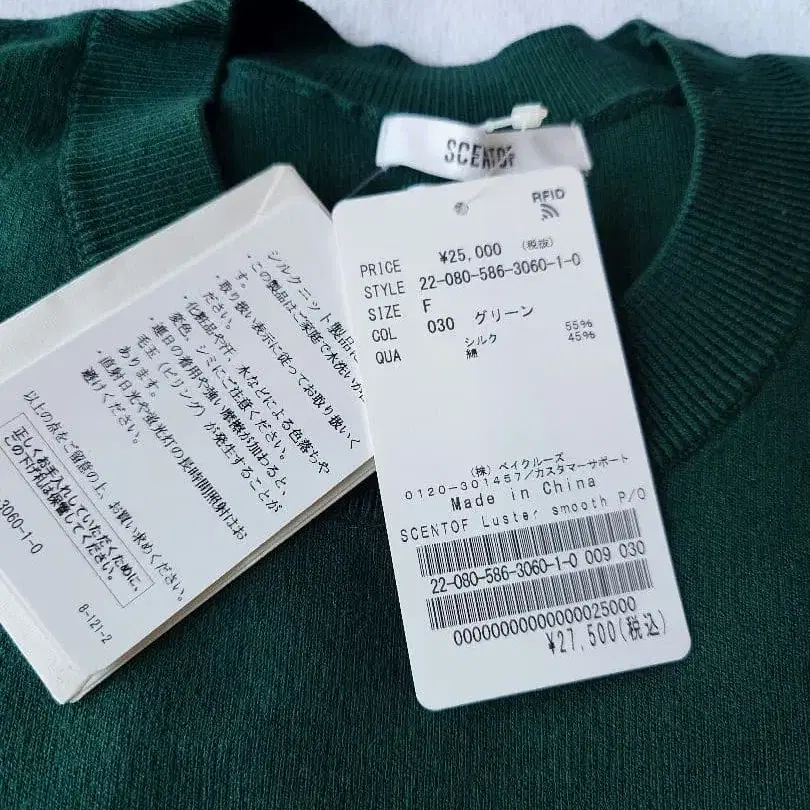 SCENTOF
シルクニット製品に
・この製品はご家庭で水洗いが
す。
・取り扱い表示に従ってお取り扱いく
ださい。
・化粧品や汗、水などによる色落ちや
変色、シミにご注意ください。
・連日の着用や強い摩擦が加わると、
毛玉（ピリング）が発生することが
あります。
・直射日光や蛍光灯の長時間照射はお
避けください。
以上の点をご留意の上、お買い求めください。
正しくお手入れしていただくために、
この下げ札は保管してください。
3060-1-0
8-121-2
RFID
PRICE ¥25,000 (税抜)
STYLE 22-080-586-3060-1-0
SIZE F
COL 030 グリーン
QUA シルク 55%
綿 45%
(株) ベイクルーズ
0120-301457/カスタマーサポート
Made in China
SCENTOF Luster smooth P/O
22-080-586-3060-1-0 009 030
00000000000000025000
¥27,500(税込)